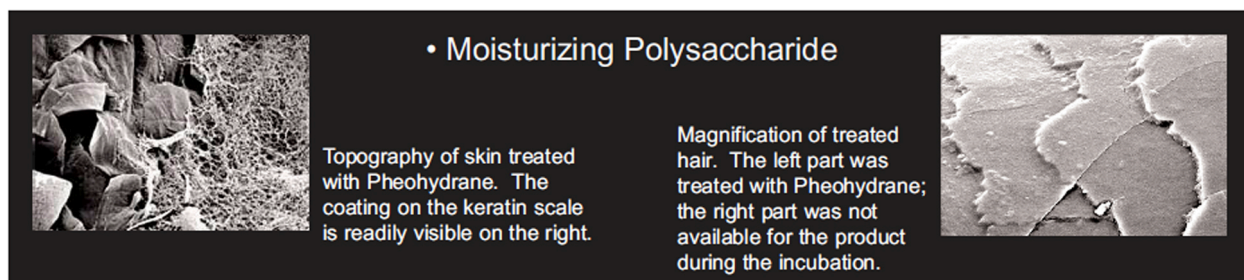 • Moisturizing Polysaccharide
Topography of skin treated
with Pheohydrane. The
coating on the keratin scale
is readily visible on the right.
Magnification of treated
hair. The left part was
treated with Pheohydrane;
the right part was not
available for the product
during the incubation.